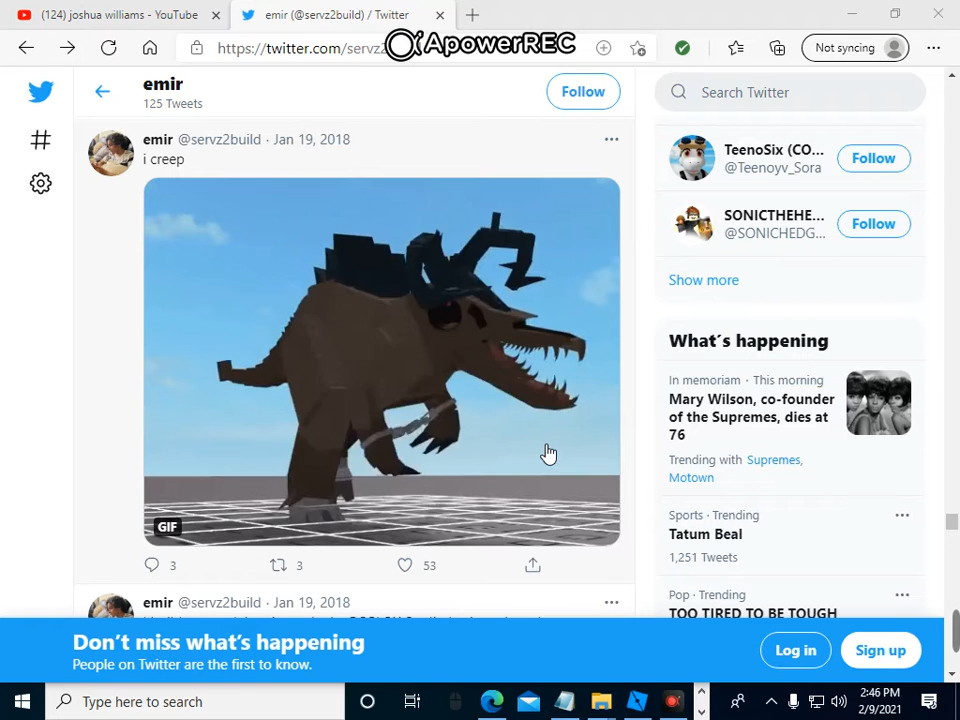 (124) joshua williams - YouTube
emir (@servz2build) / Twitter
https://twitter.com/servz2
ApowerREC
Not syncing
emir
125 Tweets
Follow
Search Twitter
emir @servz2build · Jan 19, 2018
i creep
GIF
3
3
53
emir @servz2build · Jan 19, 2018
TeenoSix (CO...
@Teenoyv_Sora
Follow
SONICTHEHE...
@SONICHEDG...
Follow
Show more
What's happening
In memoriam · This morning
Mary Wilson, co-founder
of the Supremes, dies at
76
Trending with Supremes,
Motown
Sports · Trending
Tatum Beal
1,251 Tweets
Pop · Trending
TOO TIRED TO BE TOUGH
Don't miss what's happening
People on Twitter are the first to know.
Log in
Sign up
Type here to search
2:46 PM
2/9/2021